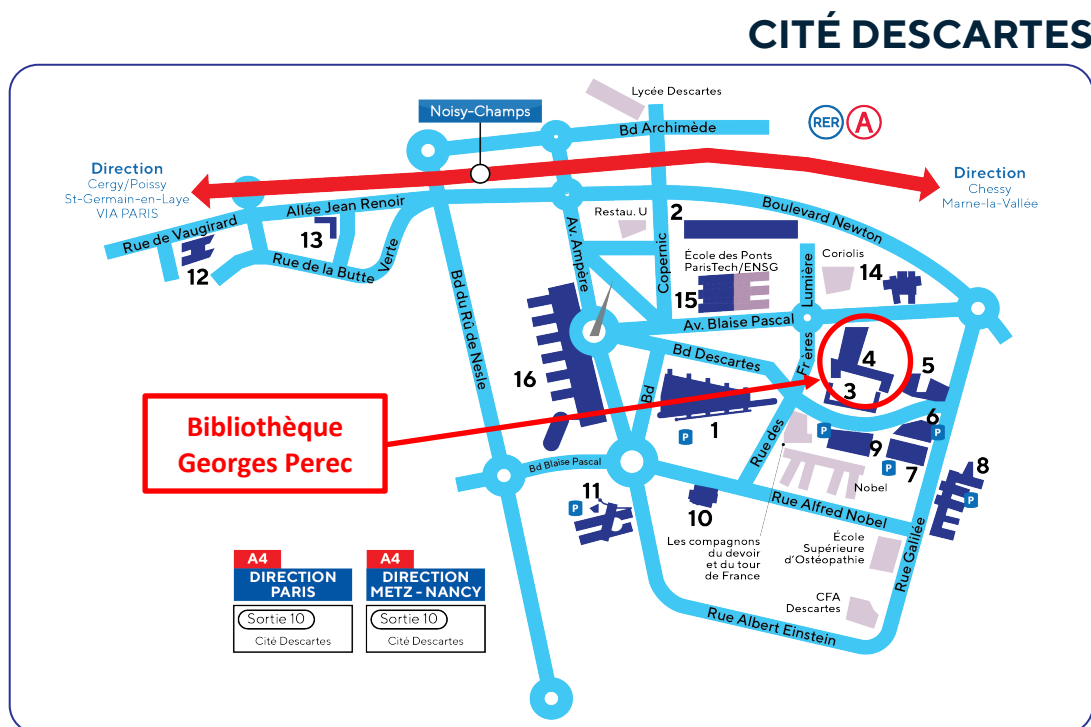 CITÉ DESCARTES
Lycée Descartes
Noisy-Champs
Bd Archimède
RER A
Direction
Cergy/Poissy
St-Germain-en-Laye
VIA PARIS
Direction
Chessy
Marne-la-Vallée
Rue de Vaugirard
Allée Jean Renoir
Rue de la Butte Verte
12
13
Av. Ampère
Restau. U
2
Copernic
Boulevard Newton
École des Ponts
ParisTech/ENSG
15
Lumière
Coriolis
14
Bd du Rû de Nesle
Av. Blaise Pascal
Bd Descartes
Frères
4
5
3
16
Bd
1
P
Rue des
P
6
P
9
P
7
8
P
Bibliothèque
Georges Perec
Bd Blaise Pascal
11
P
10
Nobel
Rue Alfred Nobel
Les compagnons
du devoir
et du tour
de France
École
Supérieure
d'Ostéopathie
Rue Galilée
CFA
Descartes
Rue Albert Einstein
A4
DIRECTION
PARIS
Sortie 10
Cité Descartes
A4
DIRECTION
METZ - NANCY
Sortie 10
Cité Descartes